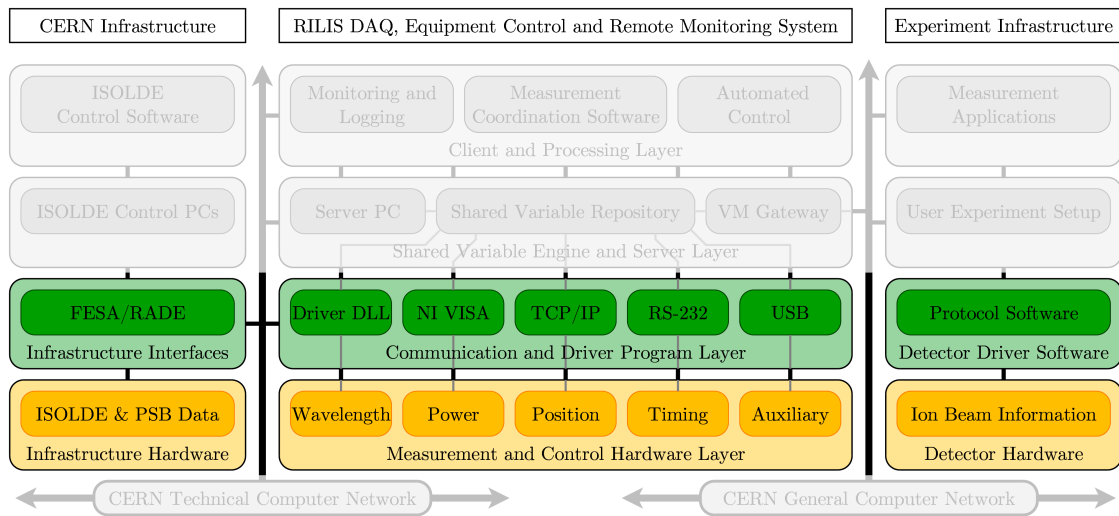 CERN Infrastructure
RILIS DAQ, Equipment Control and Remote Monitoring System
Experiment Infrastructure
ISOLDE
Control Software
Monitoring and
Logging
Measurement
Coordination Software
Automated
Control
Client and Processing Layer
Measurement
Applications
ISOLDE Control PCs
Server PC
Shared Variable Repository
VM Gateway
Shared Variable Engine and Server Layer
User Experiment Setup
FESA/RADE
Infrastructure Interfaces
Driver DLL
NI VISA
TCP/IP
RS-232
USB
Communication and Driver Program Layer
Protocol Software
Detector Driver Software
ISOLDE & PSB Data
Infrastructure Hardware
Wavelength
Power
Position
Timing
Auxiliary
Measurement and Control Hardware Layer
Ion Beam Information
Detector Hardware
CERN Technical Computer Network
CERN General Computer Network